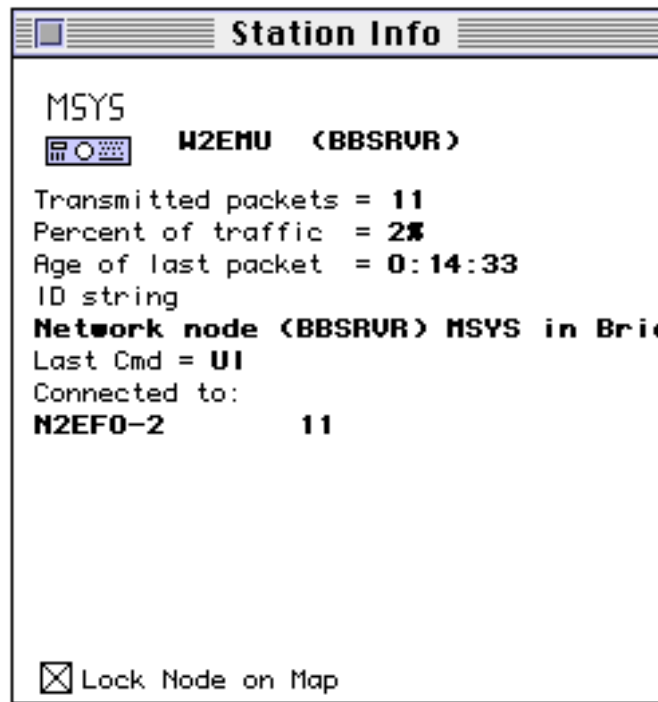 Station Info
MSYS
W2EMU (BBSRVR)
Transmitted packets = 11
Percent of traffic = 2%
Age of last packet = 0:14:33
ID string
Network node (BBSRVR) MSYS in
Last Cmd = UI
Connected to:
N2EFO-2 11
Lock Node on Map